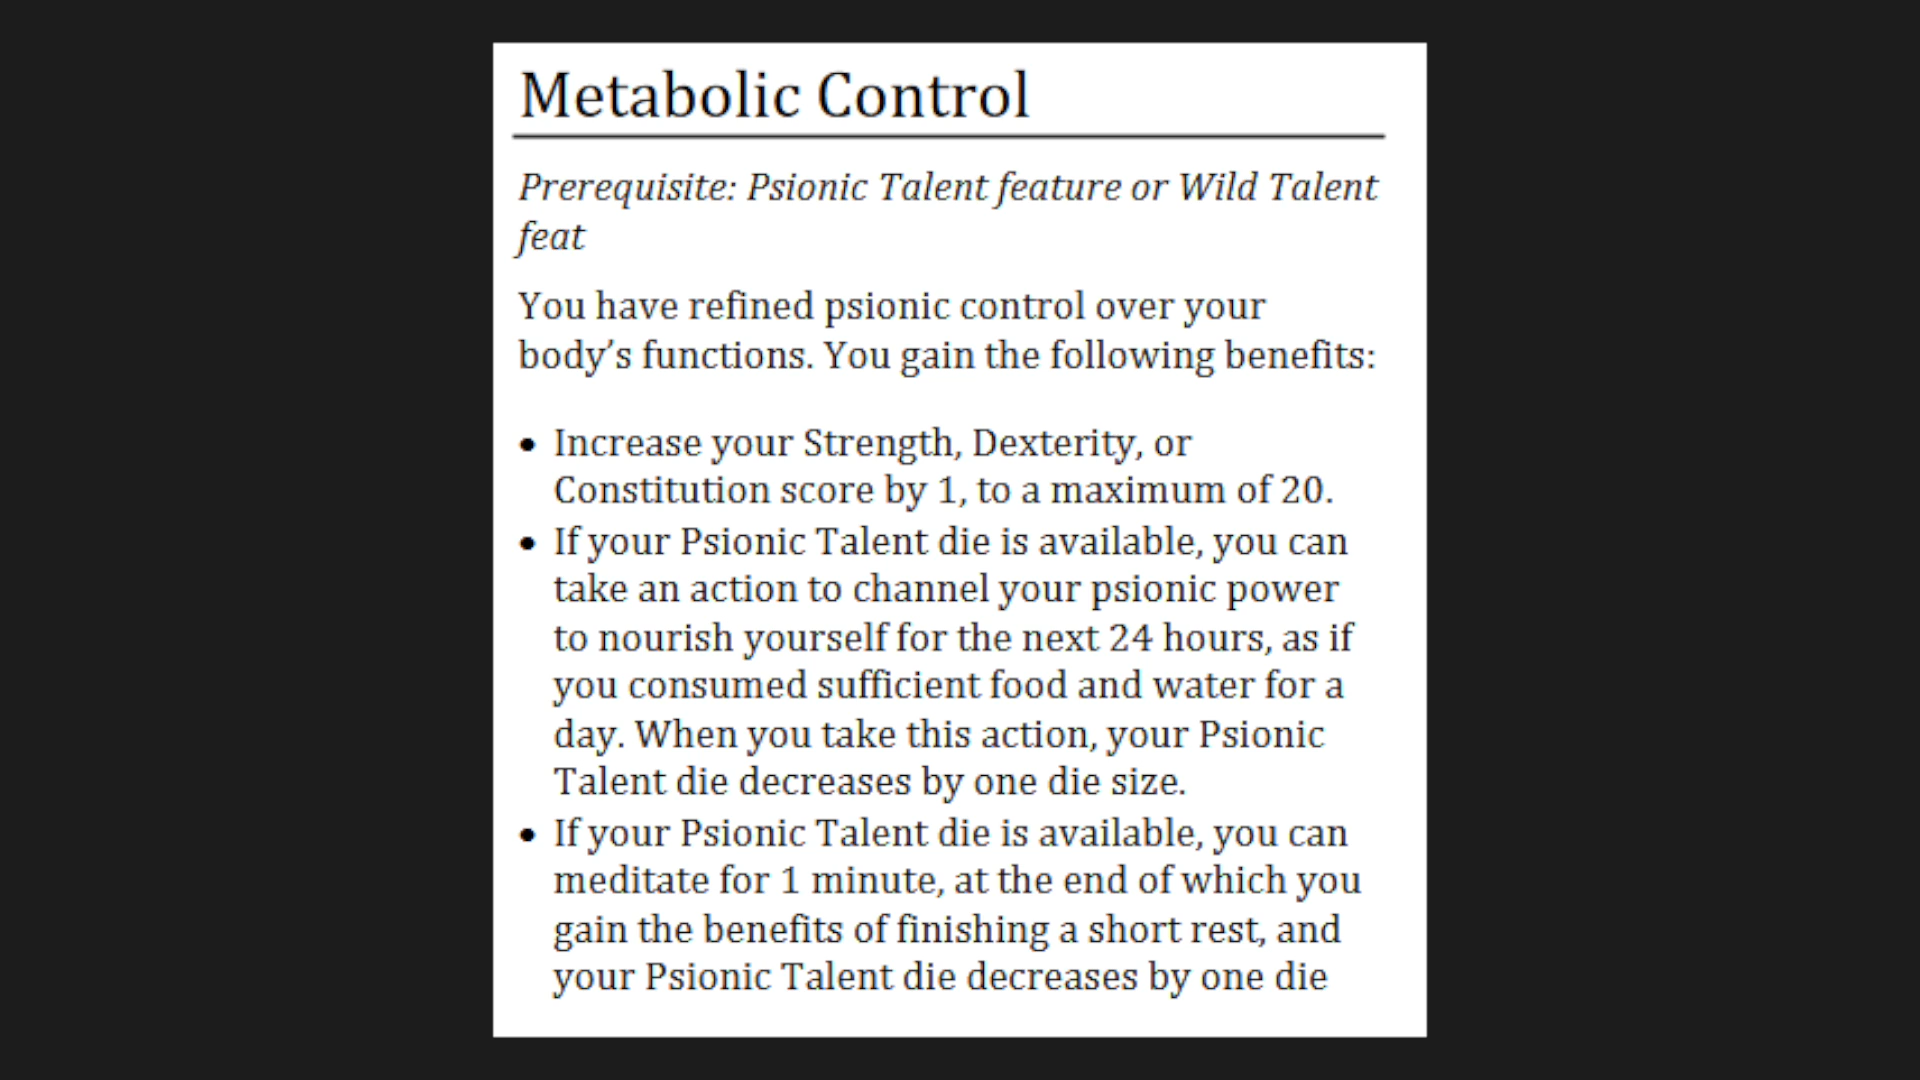 Metabolic Control
Prerequisite: Psionic Talent feature or Wild Talent
feat
You have refined psionic control over your
body’s functions. You gain the following benefits:
• Increase your Strength, Dexterity, or
Constitution score by 1, to a maximum of 20.
• If your Psionic Talent die is available, you can
take an action to channel your psionic power
to nourish yourself for the next 24 hours, as if
you consumed sufficient food and water for a
day. When you take this action, your Psionic
Talent die decreases by one die size.
• If your Psionic Talent die is available, you can
meditate for 1 minute, at the end of which you
gain the benefits of finishing a short rest, and
your Psionic Talent die decreases by one die